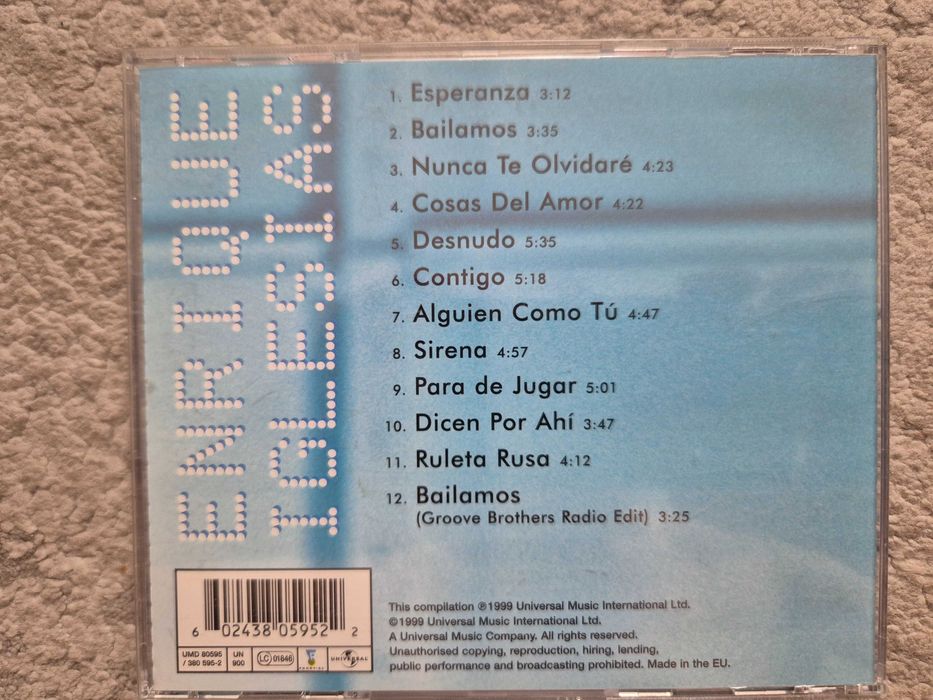 ENRIQUE
IGLESIAS
1. Esperanza 3:12
2. Bailamos 3:35
3. Nunca Te Olvidaré 4:23
4. Cosas Del Amor 4:22
5. Desnudo 5:35
6. Contigo 5:18
7. Alguien Como Tú 4:47
8. Sirena 4:57
9. Para de Jugar 5:01
10. Dicen Por Ahí 3:47
11. Ruleta Rusa 4:12
12. Bailamos
(Groove Brothers Radio Edit) 3:25
6 02438 05952 2
UMD 80595
/ 380 595-2
UN
900
LC 01846
UNIVERSAL
This compilation ℗1999 Universal Music International Ltd.
©1999 Universal Music International Ltd.
A Universal Music Company. All rights reserved.
Unauthorised copying, reproduction, hiring, lending,
public performance and broadcasting prohibited. Made in the EU.